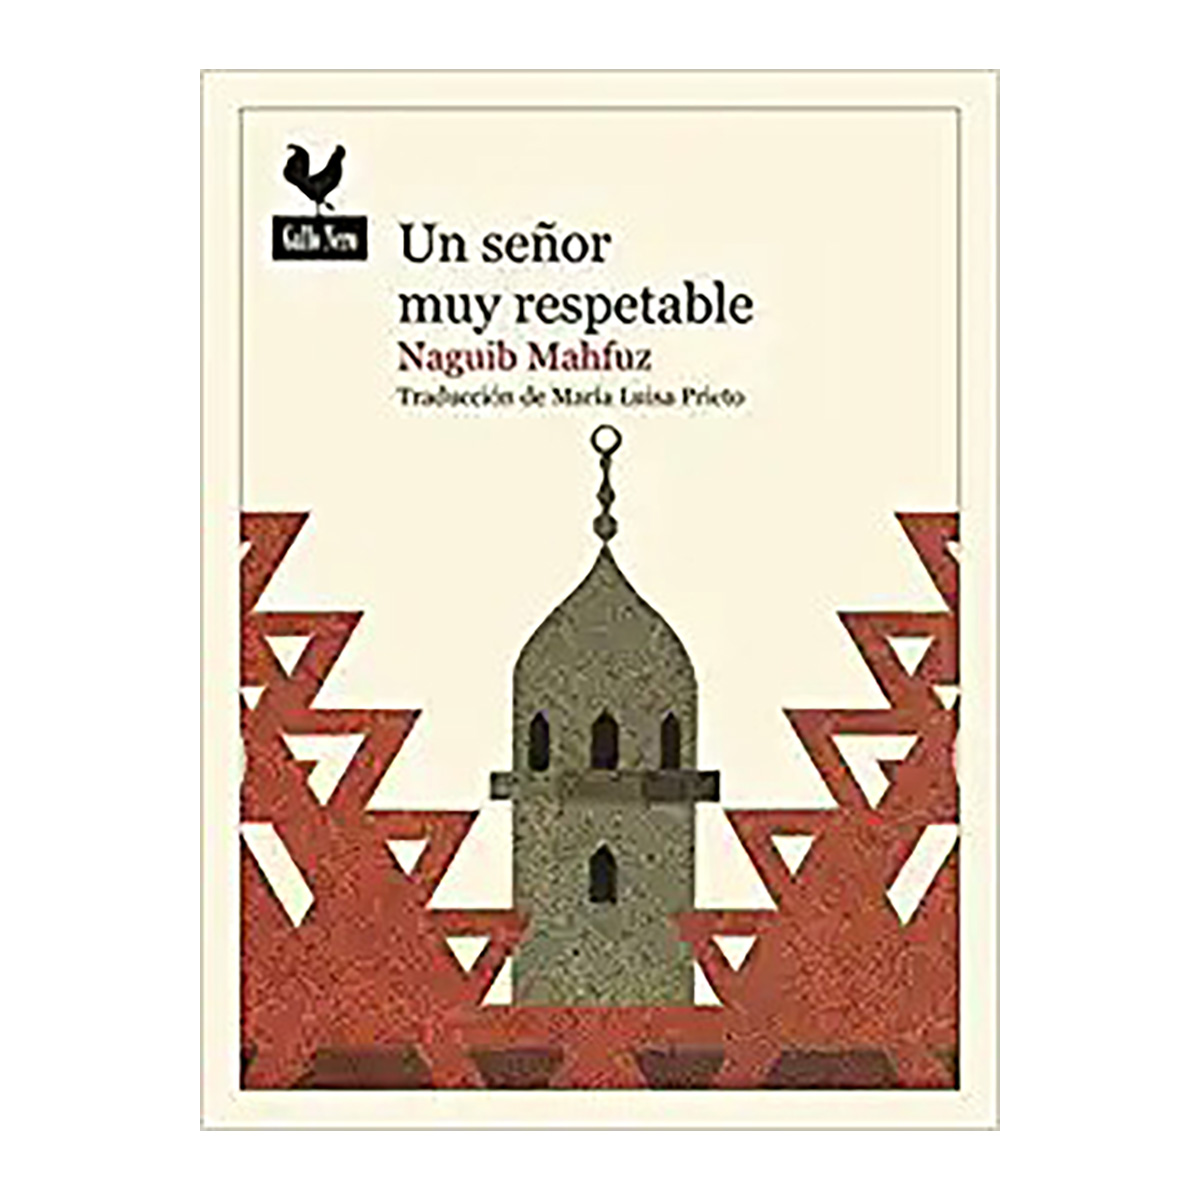 Gallo Nero
Un señor
muy respetable
Naguib Mahfuz
Traducción de María Luisa Prieto